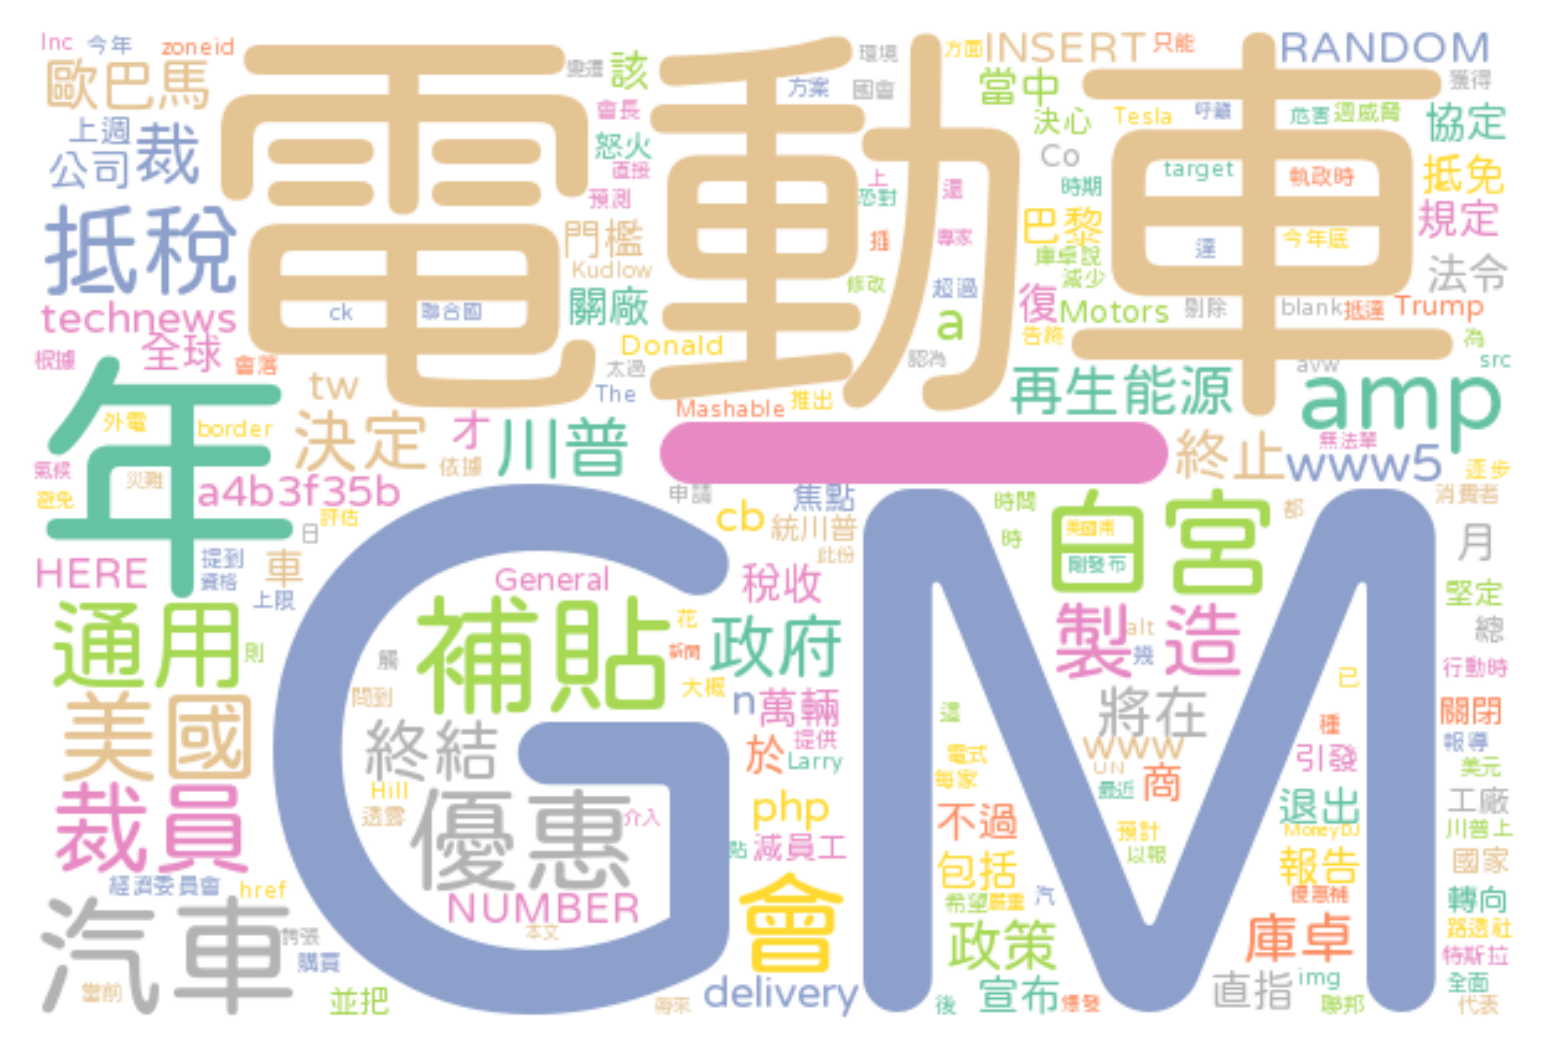 Inc 今年 zoneid
歐巴馬
上週
公司 裁
抵稅
technews
全球
根據 會落
電動車
變遷 該
會長
怒火
直接
預測
門檻
Kudlow
關廠
Donald
太過
The
ck 聯合國
環境
方案 國會
上
恐對
插
修改
方面 INSERT 只能 RANDOM
當中
決心 Tesla 呼籲 危害 週威脅
Co
時期 target 執政時
還
專家
巴黎
庫卓說
減少
達 今年底
超過
復 Motors 剔除 blank 抵達 Trump
a
告終
認為
獲得
協定
抵免
規定
法令
為
src
avw
年
外電 border
氣候
災難
避免
評估
日
tw
決定
才 川普
依據
a4b3f35b
Mashable 推出
一
再生能源
amp
終止 無法單
www5 逐步
消費者
HERE
提到
資格
車
上限
通用 則
美國
裁員
經濟委員會 href
汽車
誇張
購買
當前
並把
GM
General
補貼
花
新聞
大概
觸
問到
終結
Hill
透露
優惠
介入
NUMBER
本文
申請 焦點
cb 統川普
此份
稅收
政府
n 萬輛
於 提供
Larry
php
貼 減員工
會
delivery
帶來
時間
時
白宮
美國甫
剛發布
都
月
製造
alt
幾
堅定
總
行動時
已
將在
這
種
關閉
電式 www 引發 報導
UN
每家 最近 商
美元
退出 工廠
不過 預計 MoneyDJ 川普上
以報
包括 報告 國家
希望 嚴重 汽 優惠補 轉向
政策 庫卓 路透社
特斯拉
後 宣布 爆發 直指 img 全面
聯邦 代表